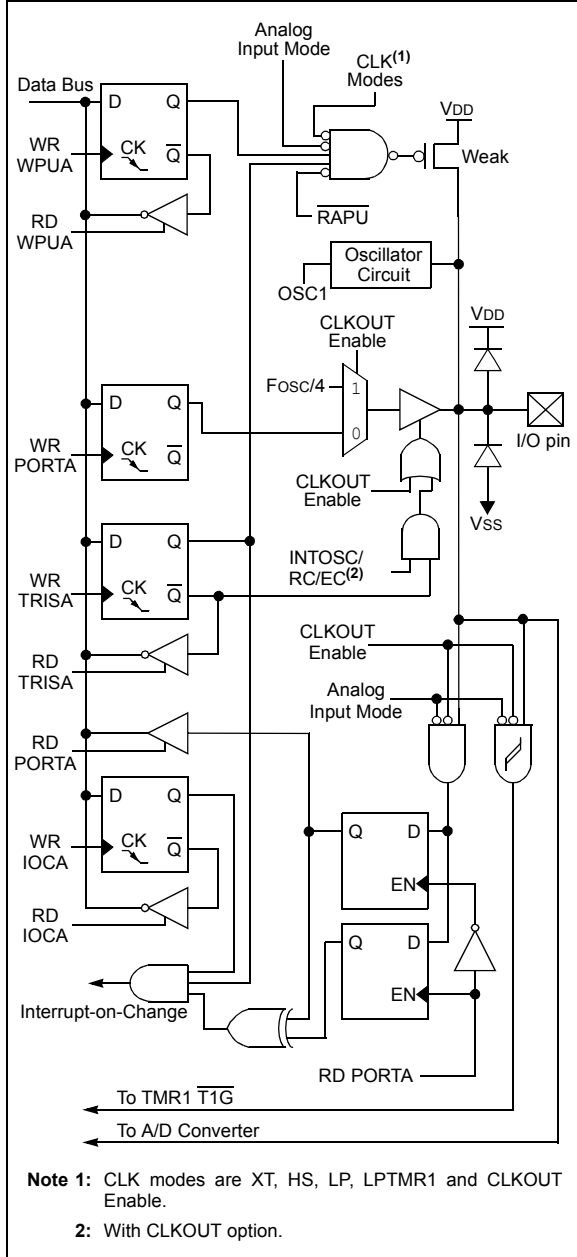 Analog
Input Mode
CLK(1)
Modes
Data Bus
D Q
WR
WPUA
CK Q
VDD
Weak
RAPU
RD
WPUA
Oscillator
Circuit
OSC1
CLKOUT
Enable
VDD
FOSC/4
1
0
D Q
WR
PORTA
CK Q
I/O pin
CLKOUT
Enable
VSS
D Q
WR
TRISA
CK Q
INTOSC/
RC/EC(2)
RD
TRISA
CLKOUT
Enable
Analog
Input Mode
RD
PORTA
D Q
WR
IOCA
CK Q
Q D
EN
RD
IOCA
Q D
EN
Interrupt-on-Change
RD PORTA
To TMR1 T1G
To A/D Converter
Note 1: CLK modes are XT, HS, LP, LPTMR1 and CLKOUT
Enable.
2: With CLKOUT option.